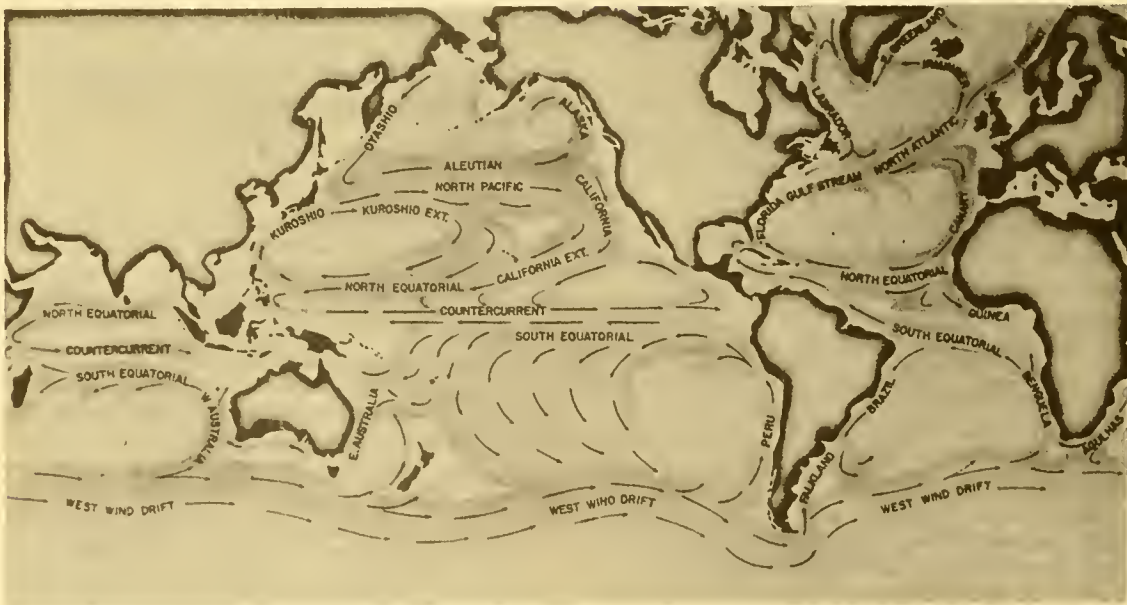 GREENLAND
LABRADOR
ALASKA
OYASHIO
ALEUTIAN
NORTH PACIFIC
NORTH ATLANTIC
FLORIDA GULF STREAM
KUROSHIO
KUROSHIO EXT.
CALIFORNIA
CANARY
CALIFORNIA EXT.
NORTH EQUATORIAL
NORTH EQUATORIAL
NORTH EQUATORIAL
COUNTERCURRENT
GUINEA
SOUTH EQUATORIAL
SOUTH EQUATORIAL
COUNTERCURRENT
SOUTH EQUATORIAL
W. AUSTRALIA
E. AUSTRALIA
PERU
BRAZIL
BENGUELA
AGULHAS
FALKLAND
WEST WIND DRIFT
WEST WIND DRIFT
WEST WIND DRIFT